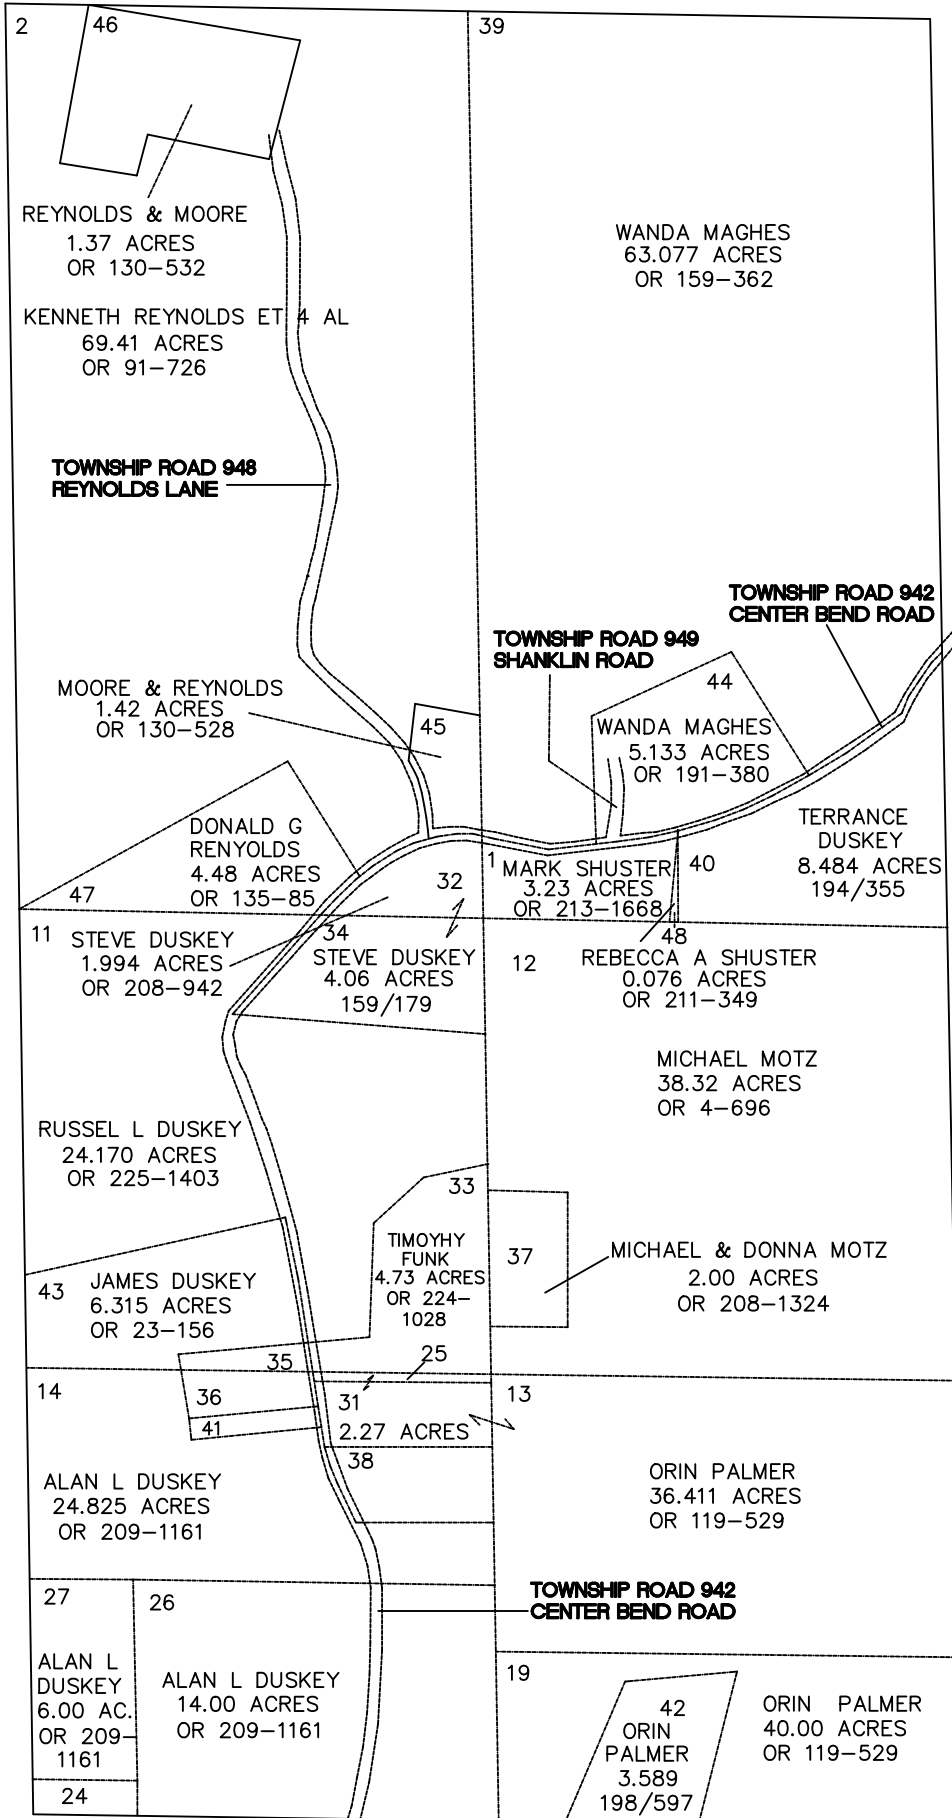 2
46
39
REYNOLDS & MOORE
1.37 ACRES
OR 130-532
WANDA MAGHES
63.077 ACRES
OR 159-362
KENNETH REYNOLDS ET 4 AL
69.41 ACRES
OR 91-726
TOWNSHIP ROAD 948
REYNOLDS LANE
TOWNSHIP ROAD 942
CENTER BEND ROAD
TOWNSHIP ROAD 949
SHANKLIN ROAD
MOORE & REYNOLDS
1.42 ACRES
OR 130-528
45
44
WANDA MAGHES
5.133 ACRES
OR 191-380
DONALD G
RENYOLDS
4.48 ACRES
OR 135-85
47
TERRANCE
DUSKEY
8.484 ACRES
194/355
1
MARK SHUSTER
3.23 ACRES
OR 213-1668
40
32
11
STEVE DUSKEY
1.994 ACRES
OR 208-942
34
STEVE DUSKEY
4.06 ACRES
159/179
12
48
REBECCA A SHUSTER
0.076 ACRES
OR 211-349
MICHAEL MOTZ
38.32 ACRES
OR 4-696
RUSSEL L DUSKEY
24.170 ACRES
OR 225-1403
33
TIMOYHY
FUNK
4.73 ACRES
OR 224-
1028
37
MICHAEL & DONNA MOTZ
2.00 ACRES
OR 208-1324
43
JAMES DUSKEY
6.315 ACRES
OR 23-156
35
25
14
36
31
13
41
2.27 ACRES
38
ALAN L DUSKEY
24.825 ACRES
OR 209-1161
ORIN PALMER
36.411 ACRES
OR 119-529
TOWNSHIP ROAD 942
CENTER BEND ROAD
27
26
ALAN L
DUSKEY
6.00 AC.
OR 209-
1161
ALAN L DUSKEY
14.00 ACRES
OR 209-1161
24
19
42
ORIN
PALMER
3.589
198/597
ORIN PALMER
40.00 ACRES
OR 119-529